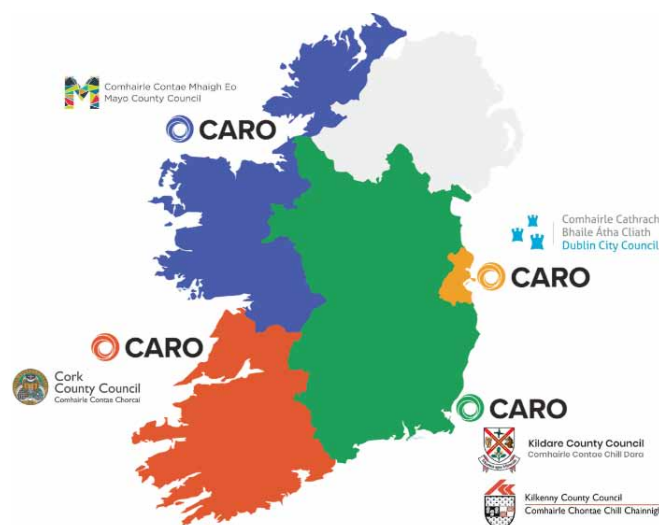 Comhairle Contae Mhaigh Eo
Mayo County Council
CARO
Comhairle Cathrach
Bhaile Átha Cliath
Dublin City Council
CARO
CARO
Cork
County Council
Comhairle Contae Chorcaí
CARO
Kildare County Council
Comhairle Contae Chill Dara
Kilkenny County Council
Comhairle Chontae Chill Chainnigh